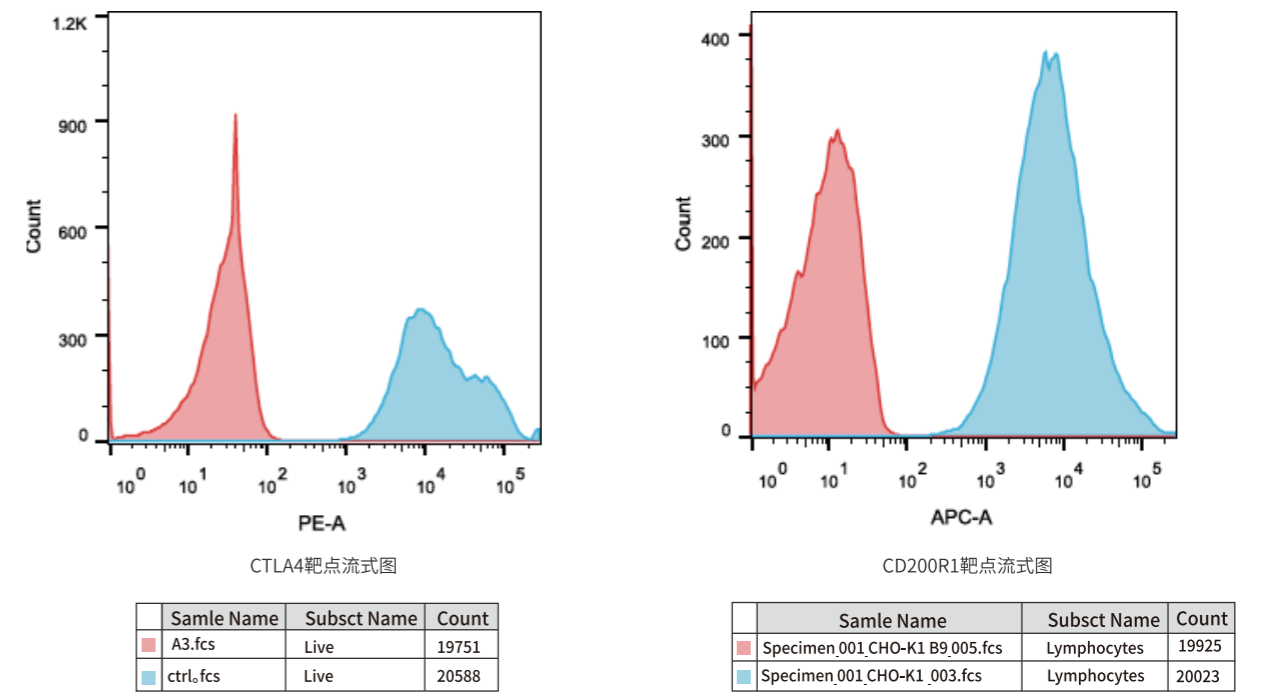 1.2K
900
600
300
0
Count
10^0 10^1 10^2 10^3 10^4 10^5
PE-A
CTLA4靶点流式图
Samle Name Subsct Name Count
A3.fcs Live 19751
ctrl。fcs Live 20588
400
300
200
100
0
Count
10^0 10^1 10^2 10^3 10^4 10^5
APC-A
CD200R1靶点流式图
Samle Name Subsct Name Count
Specimen_001_CHO-K1 B9_005.fcs Lymphocytes 19925
Specimen_001_CHO-K1_003.fcs Lymphocytes 20023